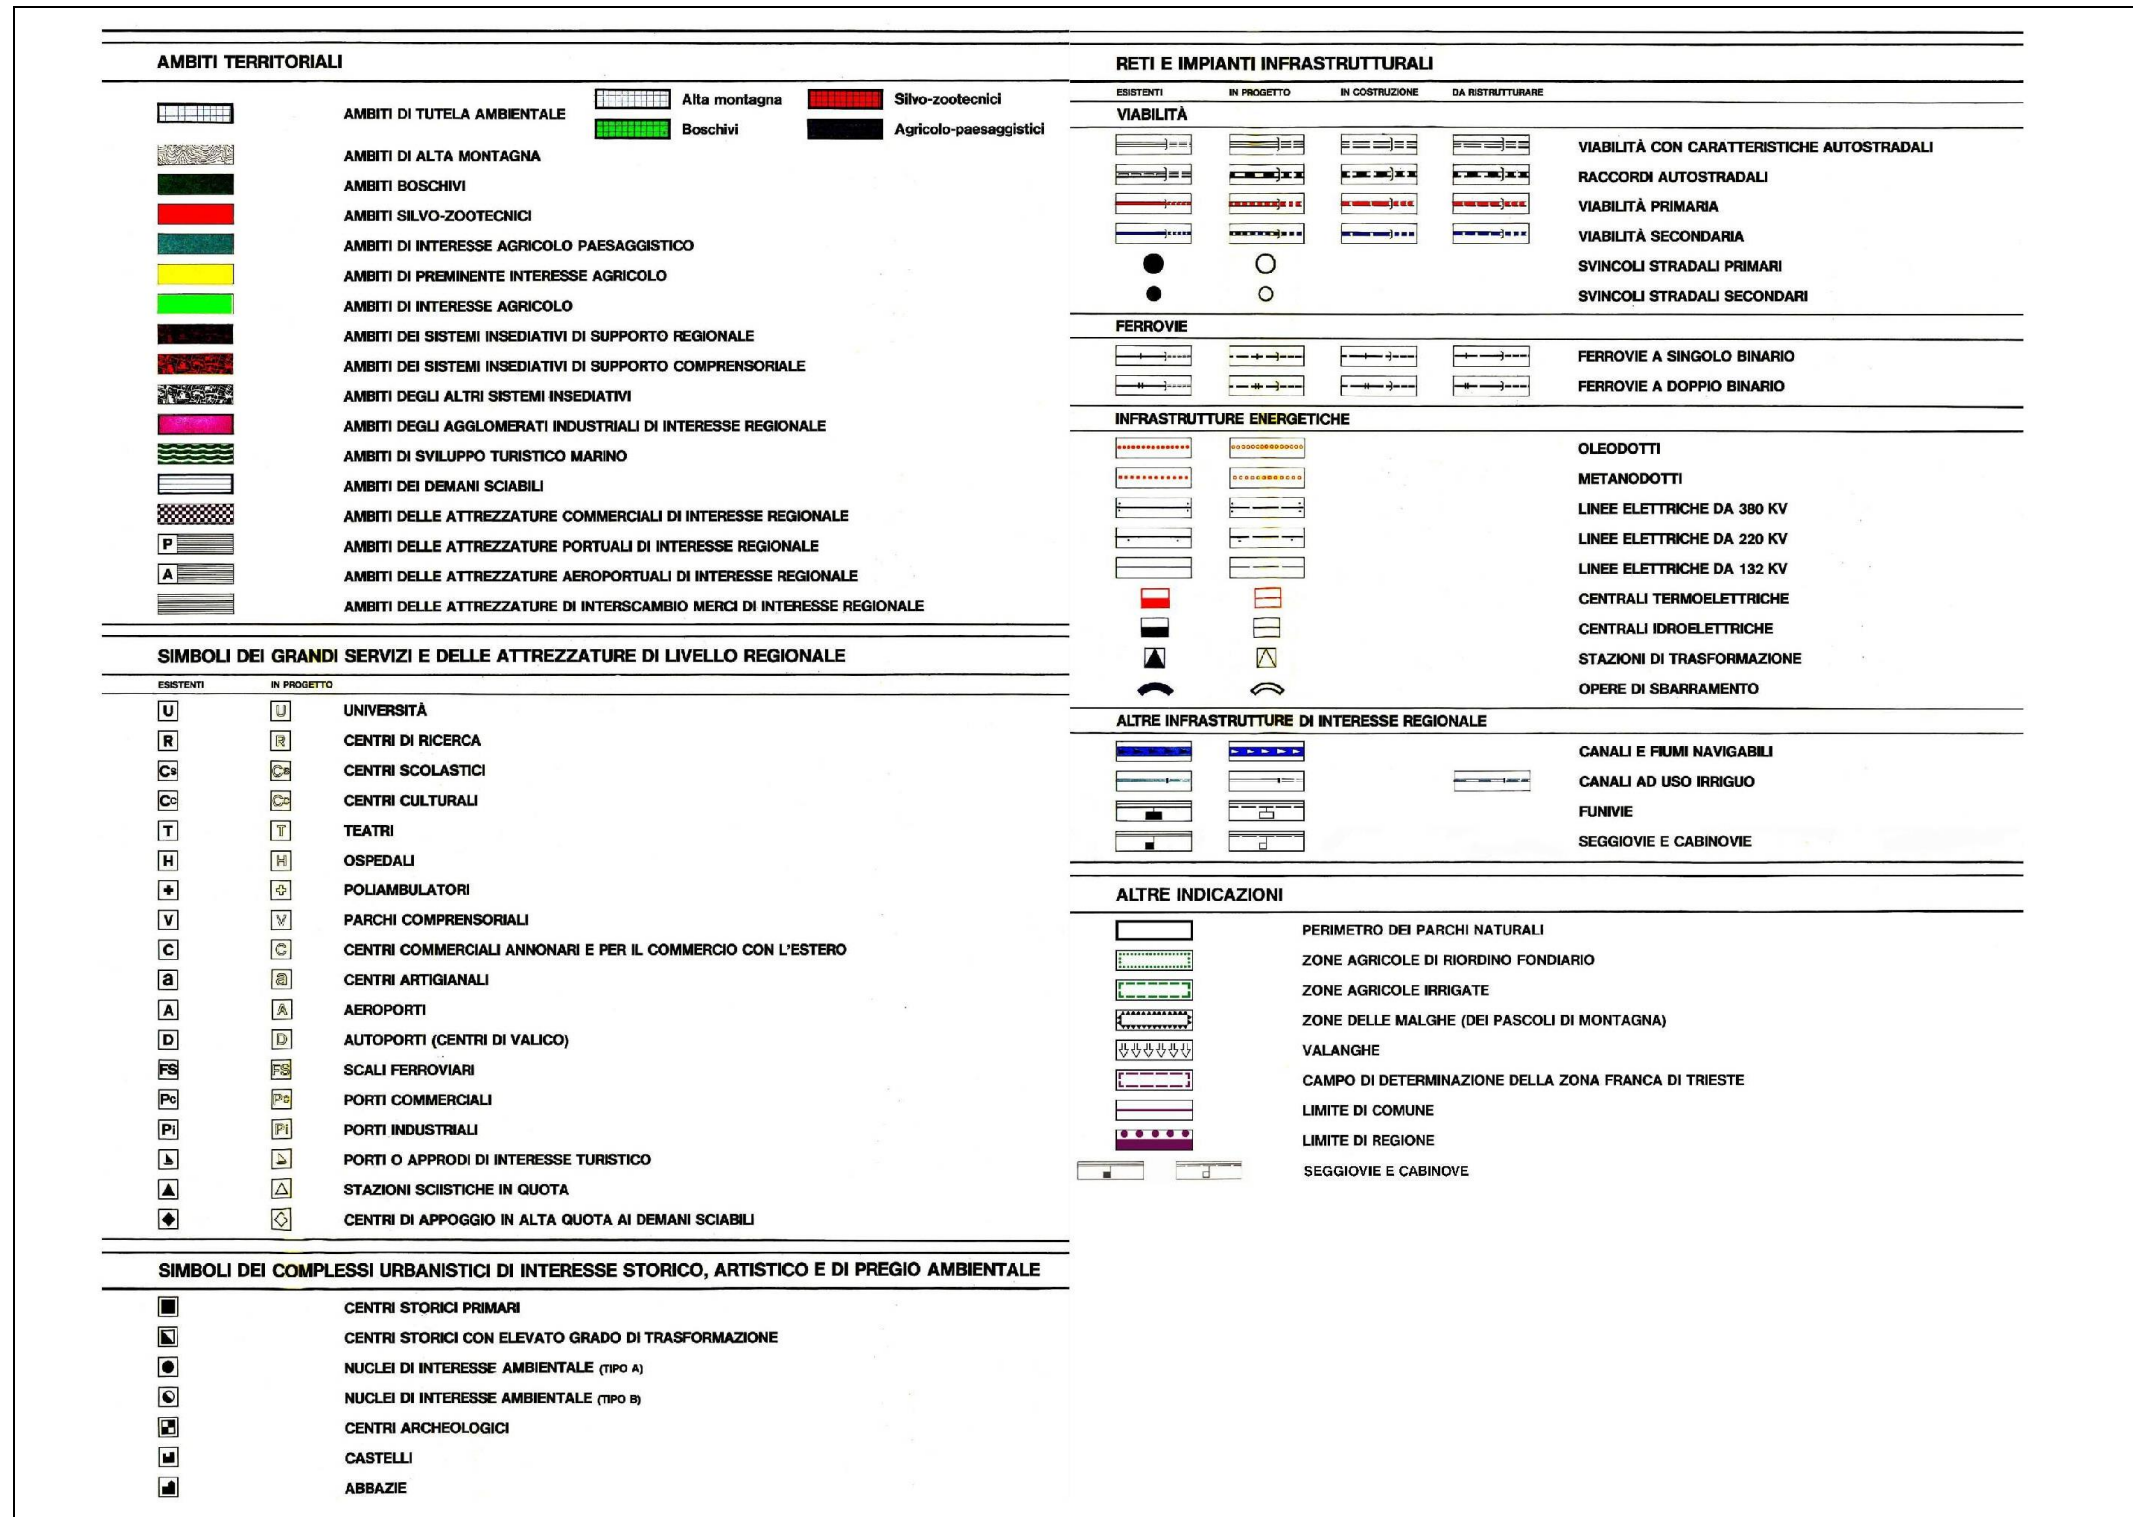 AMBITI TERRITORIALI
AMBITI DI TUTELA AMBIENTALE
Alta montagna
Silvo-zootecnici
Boschivi
Agricolo-paesaggistici
AMBITI DI ALTA MONTAGNA
AMBITI BOSCHIVI
AMBITI SILVO-ZOOTECNICI
AMBITI DI INTERESSE AGRICOLO PAESAGGISTICO
AMBITI DI PREMINENTE INTERESSE AGRICOLO
AMBITI DI INTERESSE AGRICOLO
AMBITI DEI SISTEMI INSEDIATIVI DI SUPPORTO REGIONALE
AMBITI DEI SISTEMI INSEDIATIVI DI SUPPORTO COMPRENSORIALE
AMBITI DEGLI ALTRI SISTEMI INSEDIATIVI
AMBITI DEGLI AGGLOMERATI INDUSTRIALI DI INTERESSE REGIONALE
AMBITI DI SVILUPPO TURISTICO MARINO
AMBITI DEI DEMANI SCIABILI
AMBITI DELLE ATTREZZATURE COMMERCIALI DI INTERESSE REGIONALE
P AMBITI DELLE ATTREZZATURE PORTUALI DI INTERESSE REGIONALE
A AMBITI DELLE ATTREZZATURE AEROPORTUALI DI INTERESSE REGIONALE
AMBITI DELLE ATTREZZATURE DI INTERSCAMBIO MERCI DI INTERESSE REGIONALE
SIMBOLI DEI GRANDI SERVIZI E DELLE ATTREZZATURE DI LIVELLO REGIONALE
ESISTENTI IN PROGETTO
U U UNIVERSITÀ
R R CENTRI DI RICERCA
Cs Cs CENTRI SCOLASTICI
Cc Cc CENTRI CULTURALI
T T TEATRI
H H OSPEDALI
POLIAMBULATORI
V V PARCHI COMPRENSORIALI
C C CENTRI COMMERCIALI ANNONARI E PER IL COMMERCIO CON L'ESTERO
a a CENTRI ARTIGIANALI
A A AEROPORTI
D D AUTOPORTI (CENTRI DI VALICO)
FS FS SCALI FERROVIARI
Pc Pc PORTI COMMERCIALI
Pi Pi PORTI INDUSTRIALI
PORTI O APPRODI DI INTERESSE TURISTICO
STAZIONI SCIISTICHE IN QUOTA
CENTRI DI APPOGGIO IN ALTA QUOTA AI DEMANI SCIABILI
SIMBOLI DEI COMPLESSI URBANISTICI DI INTERESSE STORICO, ARTISTICO E DI PREGIO AMBIENTALE
CENTRI STORICI PRIMARI
CENTRI STORICI CON ELEVATO GRADO DI TRASFORMAZIONE
NUCLEI DI INTERESSE AMBIENTALE (TIPO A)
NUCLEI DI INTERESSE AMBIENTALE (TIPO B)
CENTRI ARCHEOLOGICI
CASTELLI
ABBAZIE
RETI E IMPIANTI INFRASTRUTTURALI
ESISTENTI IN PROGETTO IN COSTRUZIONE DA RISTRUTTURARE
VIABILITÀ
VIABILITÀ CON CARATTERISTICHE AUTOSTRADALI
RACCORDI AUTOSTRADALI
VIABILITÀ PRIMARIA
VIABILITÀ SECONDARIA
SVINCOLI STRADALI PRIMARI
SVINCOLI STRADALI SECONDARI
FERROVIE
FERROVIE A SINGOLO BINARIO
FERROVIE A DOPPIO BINARIO
INFRASTRUTTURE ENERGETICHE
OLEODOTTI
METANODOTTI
LINEE ELETTRICHE DA 380 KV
LINEE ELETTRICHE DA 220 KV
LINEE ELETTRICHE DA 132 KV
CENTRALI TERMOELETTRICHE
CENTRALI IDROELETTRICHE
STAZIONI DI TRASFORMAZIONE
OPERE DI SBARRAMENTO
ALTRE INFRASTRUTTURE DI INTERESSE REGIONALE
CANALI E FIUMI NAVIGABILI
CANALI AD USO IRRIGUO
FUNIVIE
SEGGIOVIE E CABINOVIE
ALTRE INDICAZIONI
PERIMETRO DEI PARCHI NATURALI
ZONE AGRICOLE DI RIORDINO FONDIARIO
ZONE AGRICOLE IRRIGATE
ZONE DELLE MALGHE (DEI PASCOLI DI MONTAGNA)
VALANGHE
CAMPO DI DETERMINAZIONE DELLA ZONA FRANCA DI TRIESTE
LIMITE DI COMUNE
LIMITE DI REGIONE
SEGGIOVIE E CABINOVE